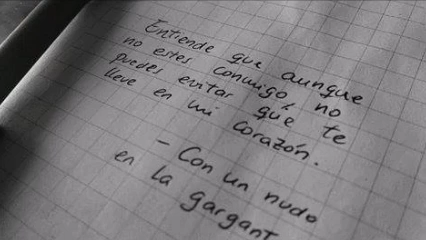 Entiende que aunque
no estes conmigo, no
puedes evitar que te
lleve en mi corazón.
- Con un nudo
en la gargant